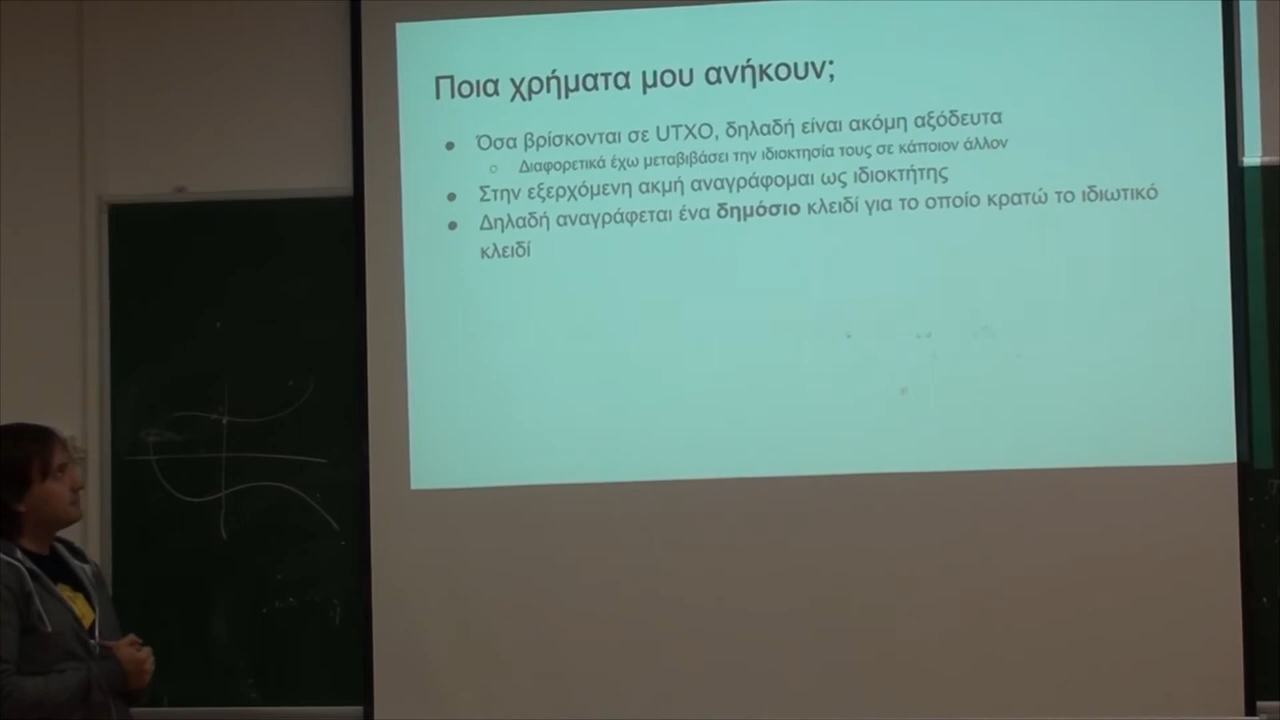 Ποια χρήματα μου ανήκουν;
● Όσα βρίσκονται σε UTXO, δηλαδή είναι ακόμη αξόδευτα
○ Διαφορετικά έχω μεταβιβάσει την ιδιοκτησία τους σε κάποιον άλλον
● Στην εξερχόμενη ακμή αναγράφομαι ως ιδιοκτήτης
● Δηλαδή αναγράφεται ένα δημόσιο κλειδί για το οποίο κρατώ το ιδιωτικό
κλειδί